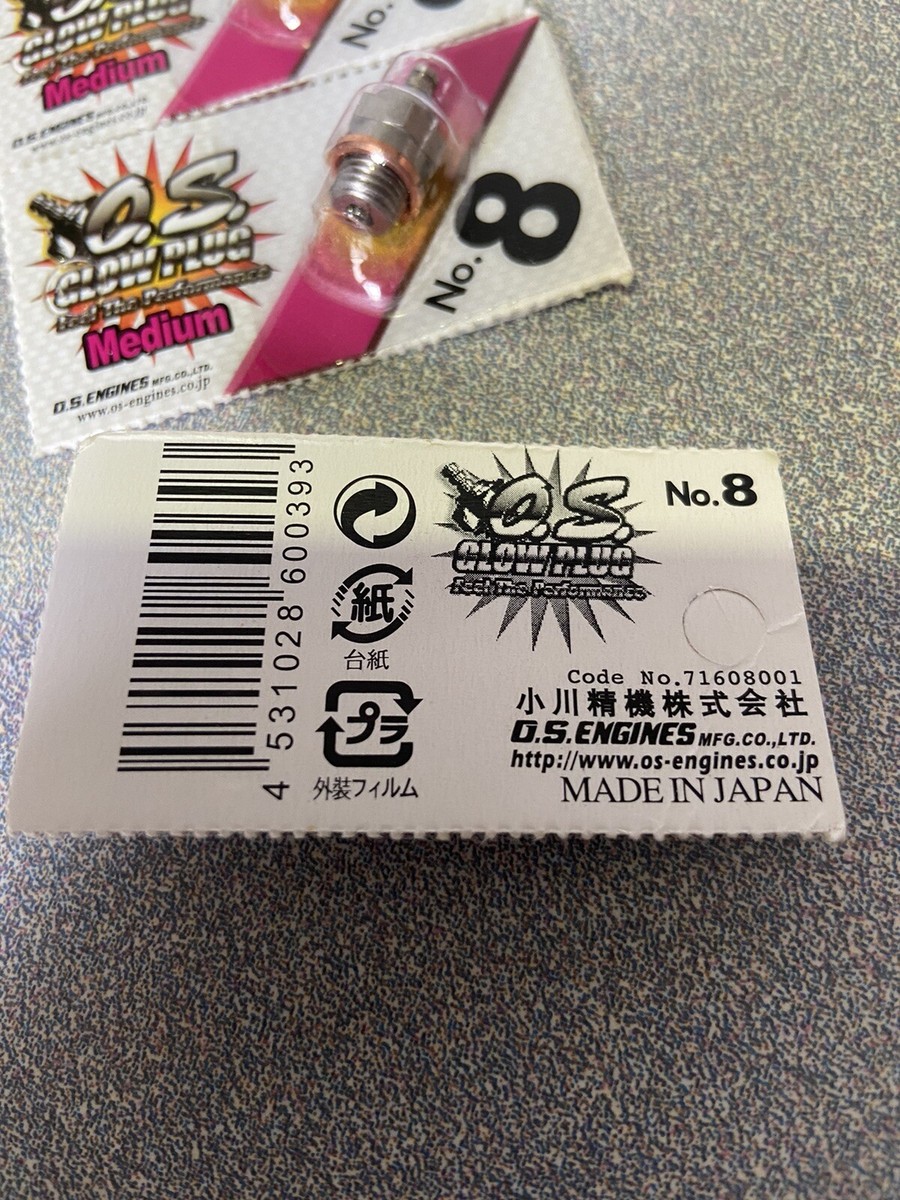 GLOW PLUG
Medium
No.
O.S.
GLOW PLUG
Feel The Performance
Medium
O.S.ENGINES MFG.CO.,LTD.
www.os-engines.co.jp
No.8
4 531028 600393
紙
台紙
プラ
外装フィルム
O.S.
GLOW PLUG
Feel The Performance
No.8
Code No.71608001
小川精機株式会社
O.S.ENGINES MFG.CO.,LTD.
http://www.os-engines.co.jp
MADE IN JAPAN